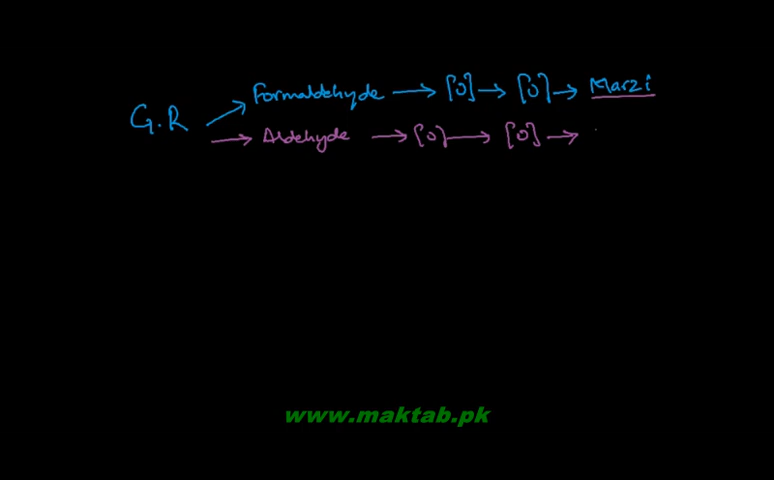 G.R
Formaldehyde → [O] → [O] → Marzi
→ Aldehyde → [O] → [O] →
www.maktab.pk